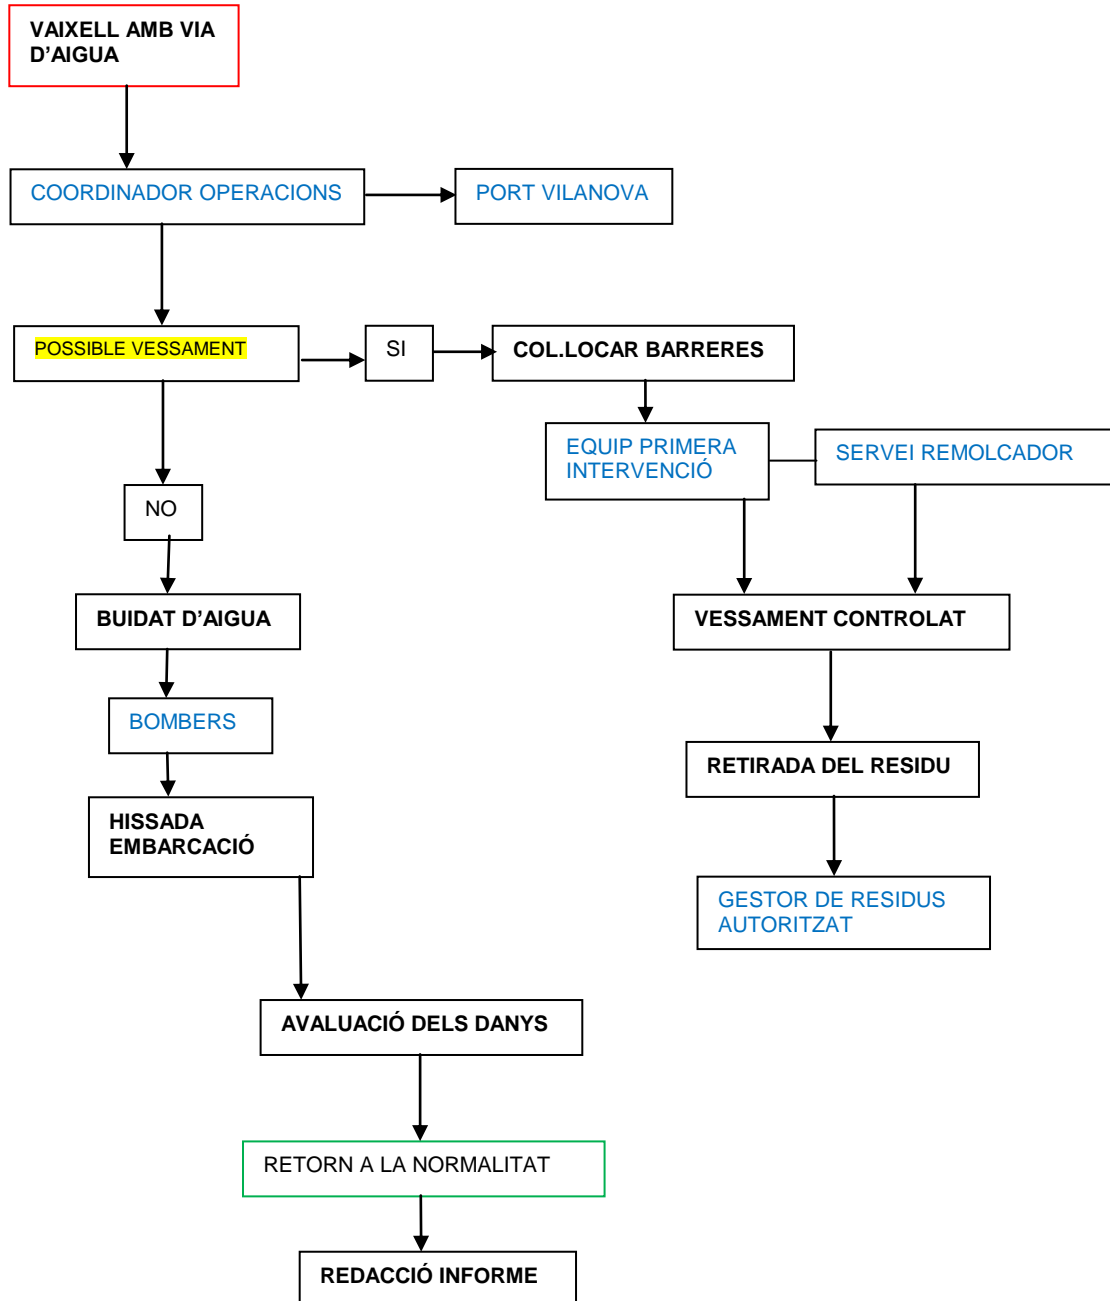 VAIXELL AMB VIA
D’AIGUA
COORDINADOR OPERACIONS
PORT VILANOVA
POSSIBLE VESSAMENT
SI
COL.LOCAR BARRERES
EQUIP PRIMERA
INTERVENCIÓ
SERVEI REMOLCADOR
NO
BUIDAT D’AIGUA
VESSAMENT CONTROLAT
BOMBERS
RETIRADA DEL RESIDU
HISSADA
EMBARCACIÓ
GESTOR DE RESIDUS
AUTORITZAT
AVALUACIÓ DELS DANYS
RETORN A LA NORMALITAT
REDACCIÓ INFORME